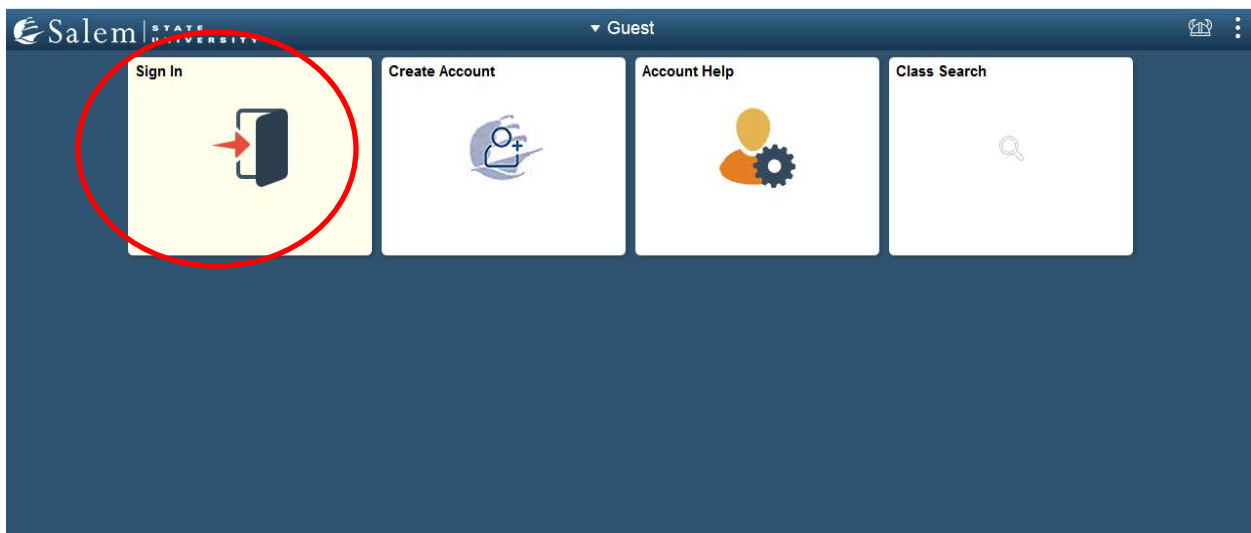 Salem STATE UNIVERSITY
Guest
Sign In
Create Account
Account Help
Class Search